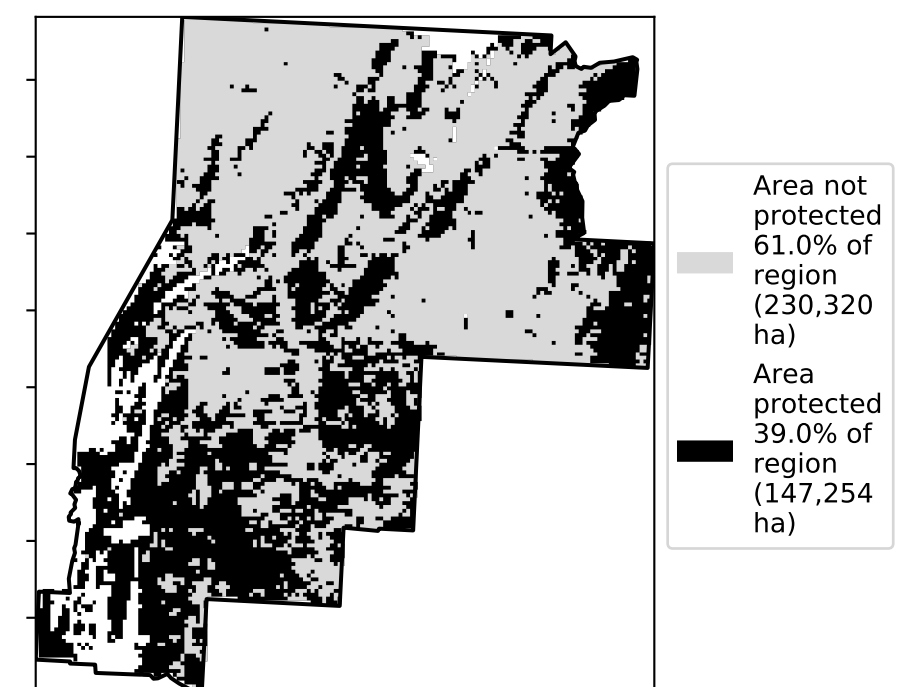 Area not
protected
61.0% of
region
(230,320
ha)
Area
protected
39.0% of
region
(147,254
ha)